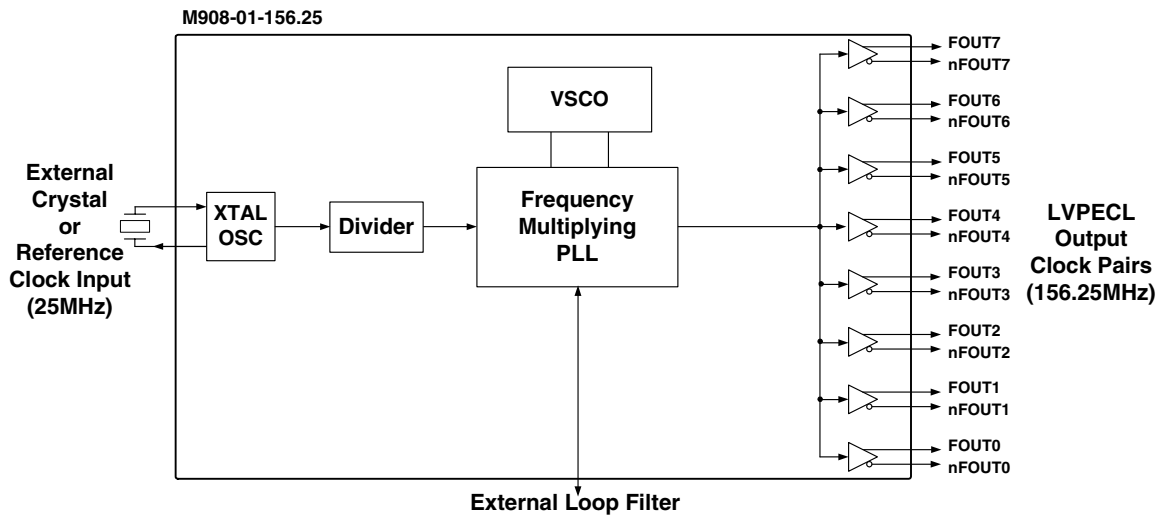 M908-01-156.25
VSCO
External
Crystal
or
Reference
Clock Input
(25MHz)
XTAL
OSC
Divider
Frequency
Multiplying
PLL
FOUT7
nFOUT7
FOUT6
nFOUT6
FOUT5
nFOUT5
FOUT4
nFOUT4
FOUT3
nFOUT3
FOUT2
nFOUT2
FOUT1
nFOUT1
FOUT0
nFOUT0
LVPECL
Output
Clock Pairs
(156.25MHz)
External Loop Filter